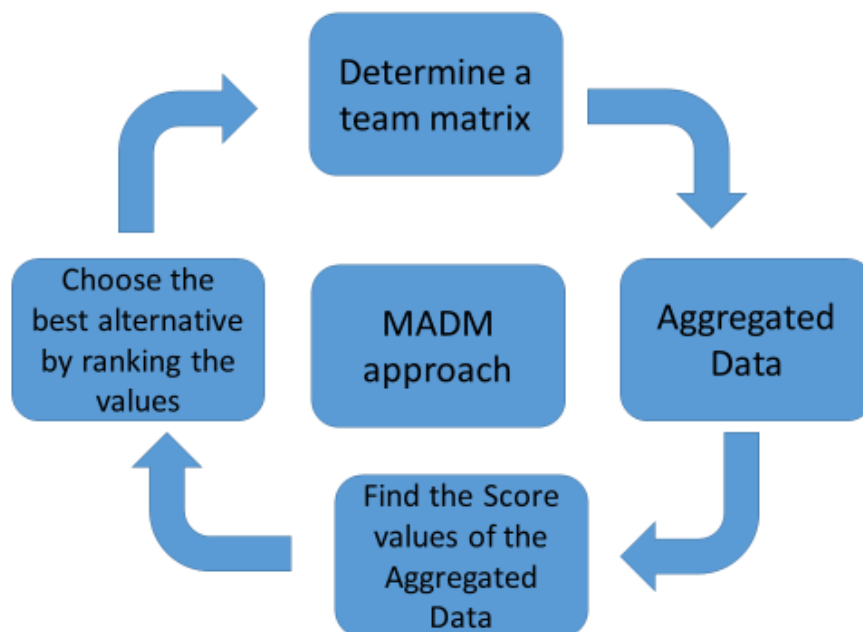 Determine a
team matrix
Aggregated
Data
Find the Score
values of the
Aggregated
Data
Choose the
best alternative
by ranking the
values
MADM
approach